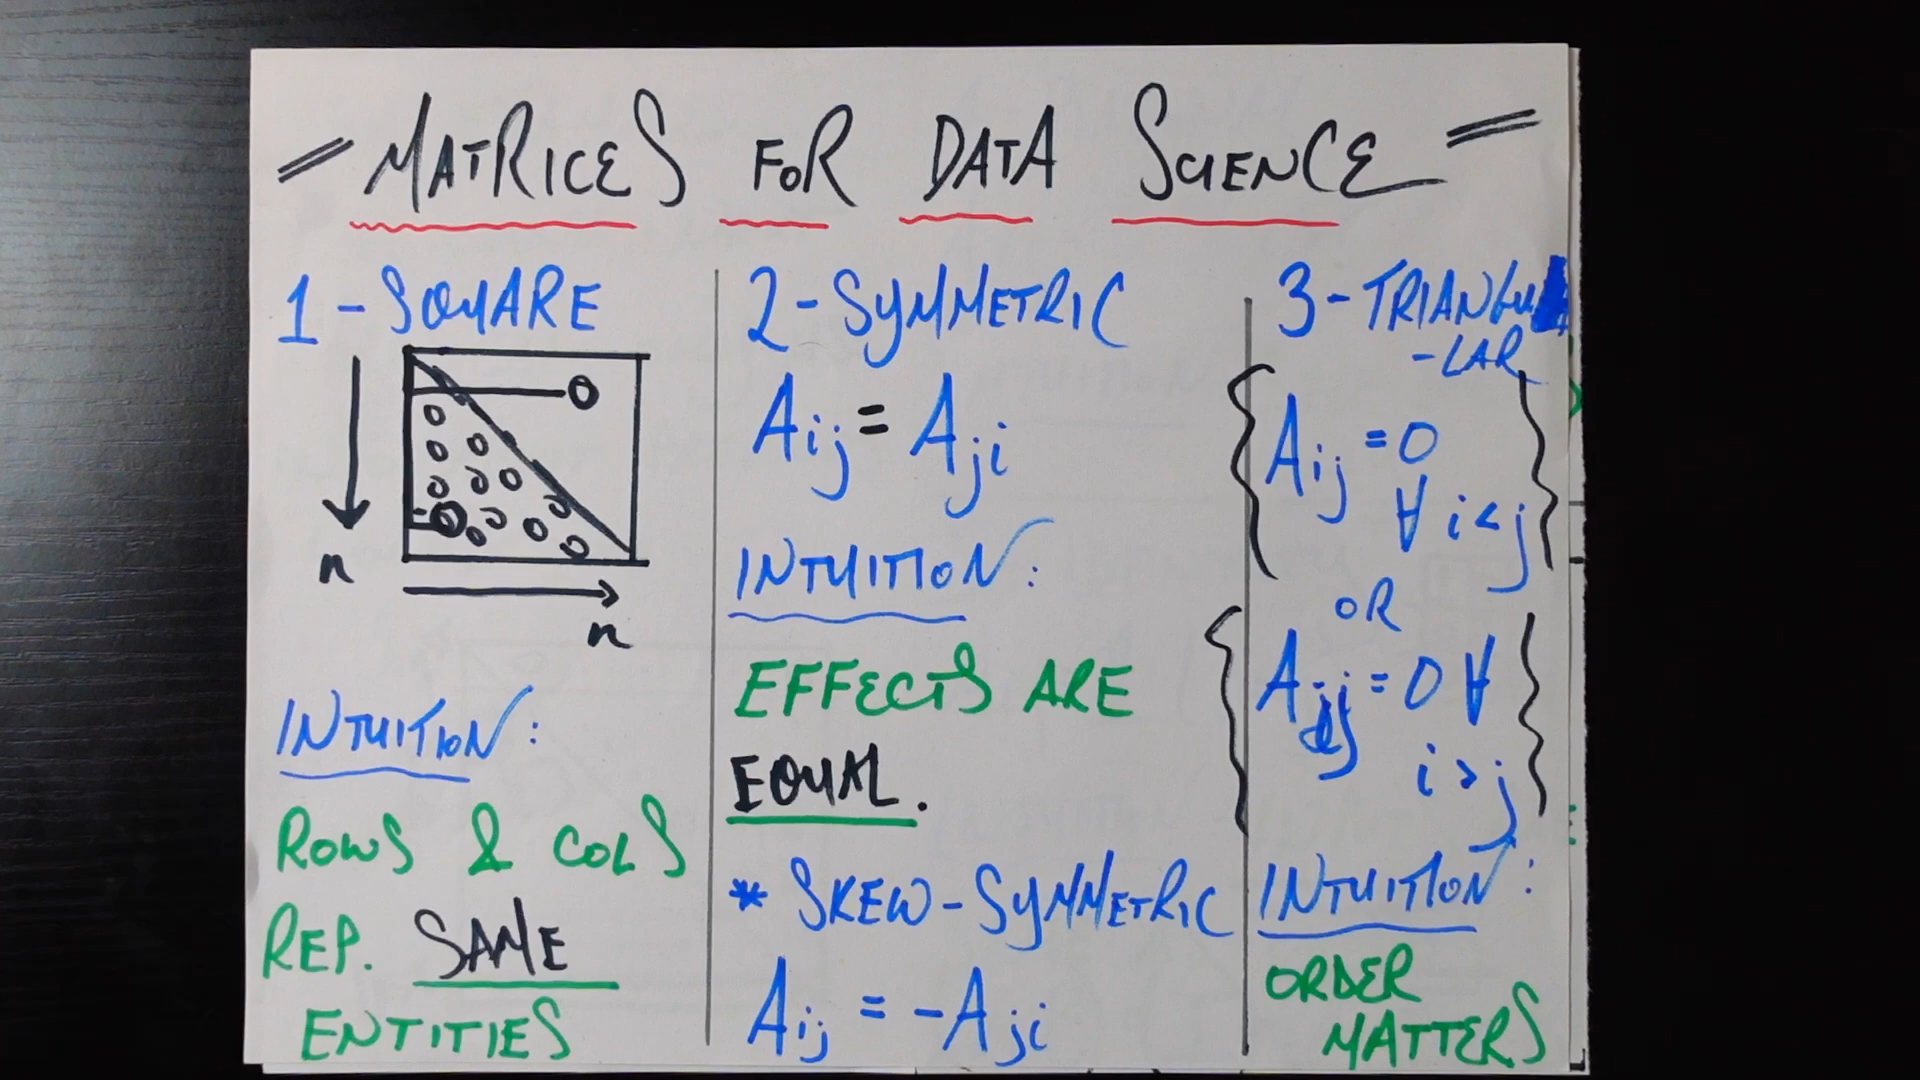 MATRICES FOR DATA SCIENCE
1 - SQUARE
n
n
INTUITION:
ROWS & COLS
REP. SAME
ENTITIES
2 - SYMMETRIC
Aij = Aji
INTUITION:
EFFECTS ARE
EQUAL.
* SKEW-SYMMETRIC
Aij = -Aji
3 - TRIANGU
-LAR
Aij = 0
∀ i < j
OR
Aij = 0 ∀
i > j
INTUITION:
ORDER
MATTERS